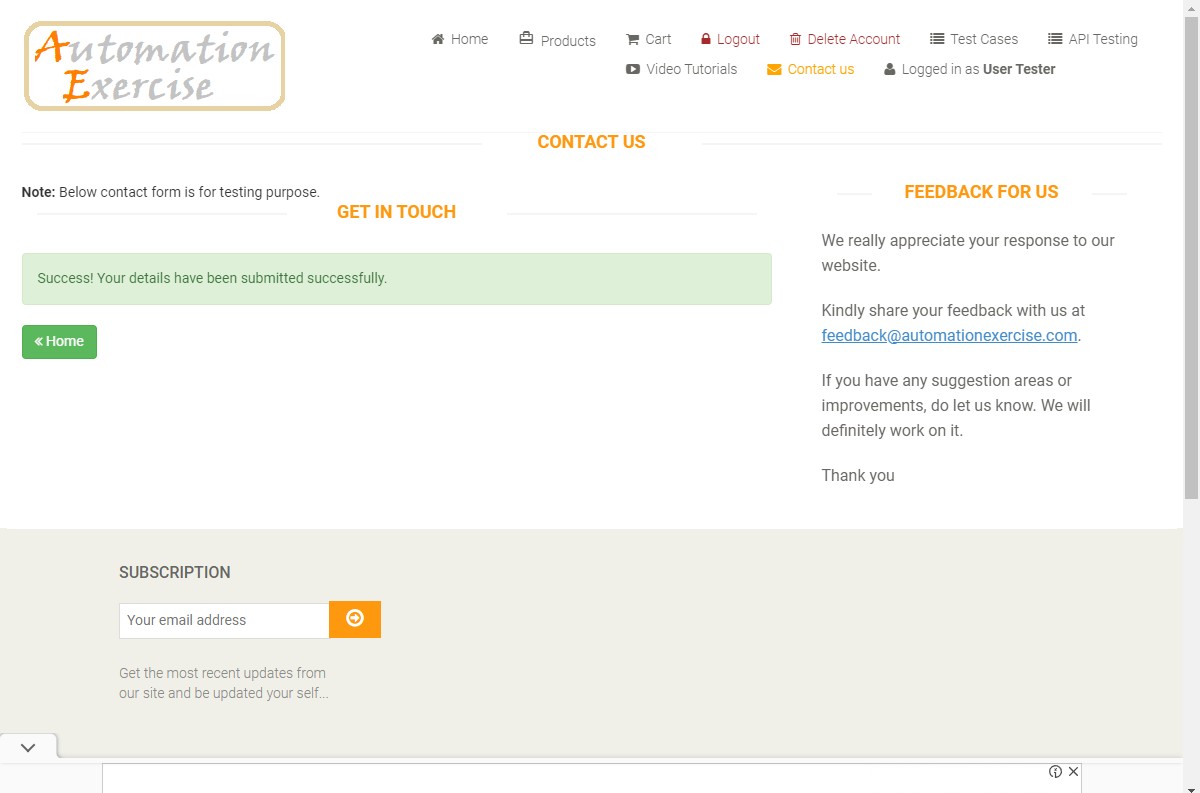 Automation
Exercise
Home
Products
Cart
Logout
Delete Account
Test Cases
API Testing
Video Tutorials
Contact us
Logged in as User Tester
CONTACT US
Note: Below contact form is for testing purpose.
GET IN TOUCH
Success! Your details have been submitted successfully.
« Home
FEEDBACK FOR US
We really appreciate your response to our
website.
Kindly share your feedback with us at
feedback@automationexercise.com.
If you have any suggestion areas or
improvements, do let us know. We will
definitely work on it.
Thank you
SUBSCRIPTION
Your email address
Get the most recent updates from
our site and be updated your self...